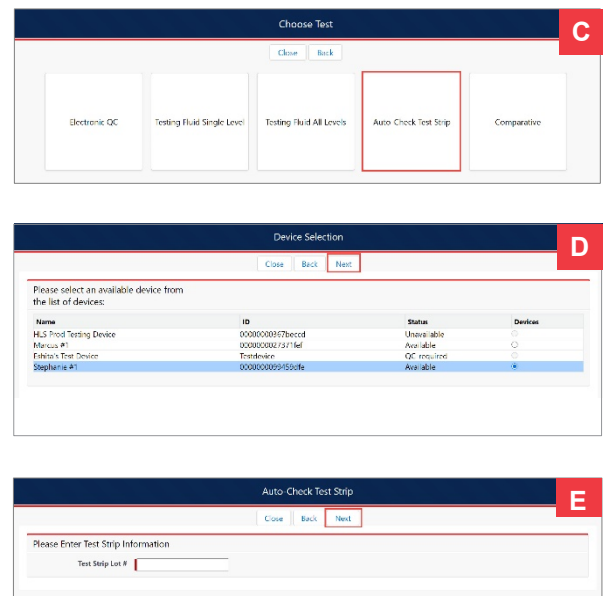 Choose Test
C
Close Back
Electronic QC Testing Fluid Single Level Testing Fluid All Levels Auto-Check Test Strip Comparative
Device Selection
D
Close Back Next
Please select an available device from
the list of devices:
Name ID Status Devices
HLS Prod Testing Device 00000000367beccd Unavailable
Marcus #1 0000000027371fef Available
Eshita's Test Device Testdevice QC required
Stephanie #1 0000000099459dfe Available
Auto-Check Test Strip
E
Close Back Next
Please Enter Test Strip Information
Test Strip Lot #